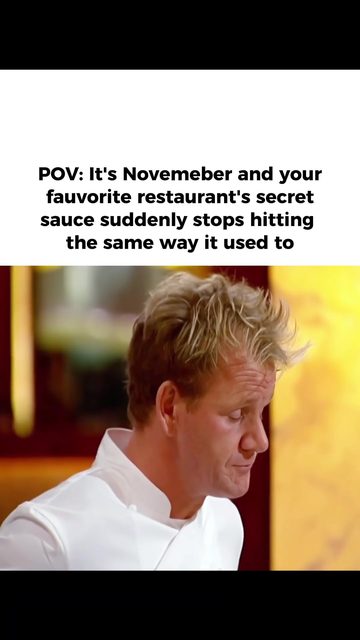 POV: It's Novemeber and your
fauvorite restaurant's secret
sauce suddenly stops hitting
the same way it used to